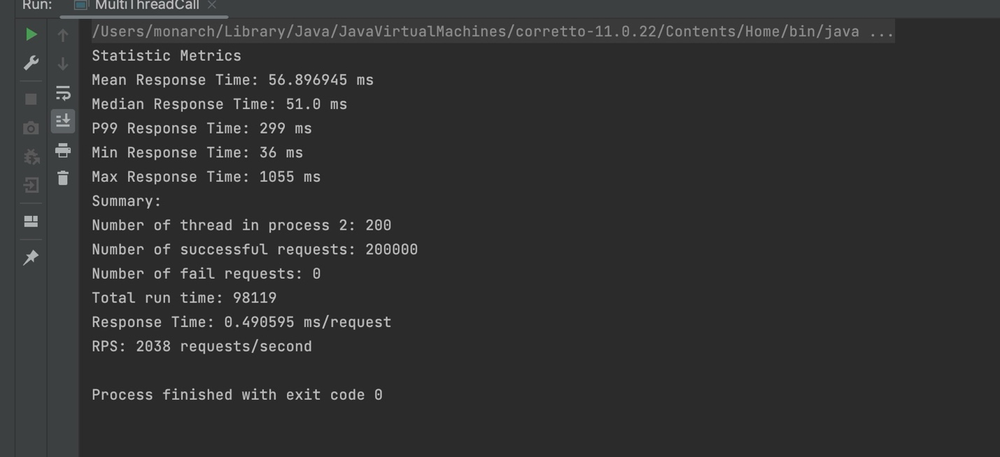 Run: MultiThreadCall
/Users/monarch/Library/Java/JavaVirtualMachines/corretto-11.0.22/Contents/Home/bin/java ...
Statistic Metrics
Mean Response Time: 56.896945 ms
Median Response Time: 51.0 ms
P99 Response Time: 299 ms
Min Response Time: 36 ms
Max Response Time: 1055 ms
Summary:
Number of thread in process 2: 200
Number of successful requests: 200000
Number of fail requests: 0
Total run time: 98119
Response Time: 0.490595 ms/request
RPS: 2038 requests/second
Process finished with exit code 0